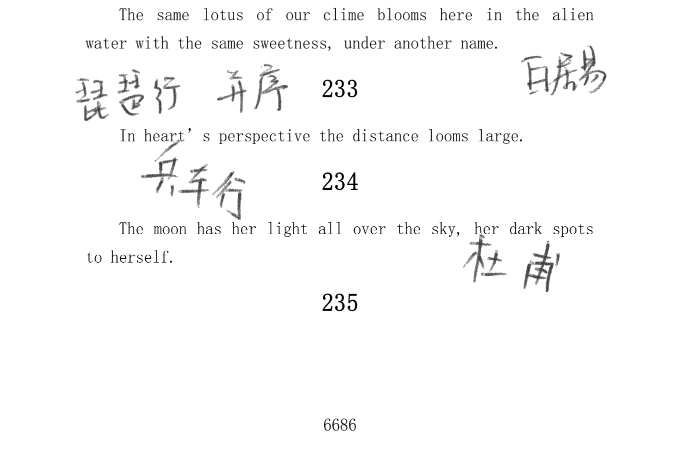 The same lotus of our clime blooms here in the alien
water with the same sweetness, under another name.
琵琶行 并序 233 白居易
In heart's perspective the distance looms large.
兵车行 234
The moon has her light all over the sky, her dark spots
to herself.
杜甫
235
6686